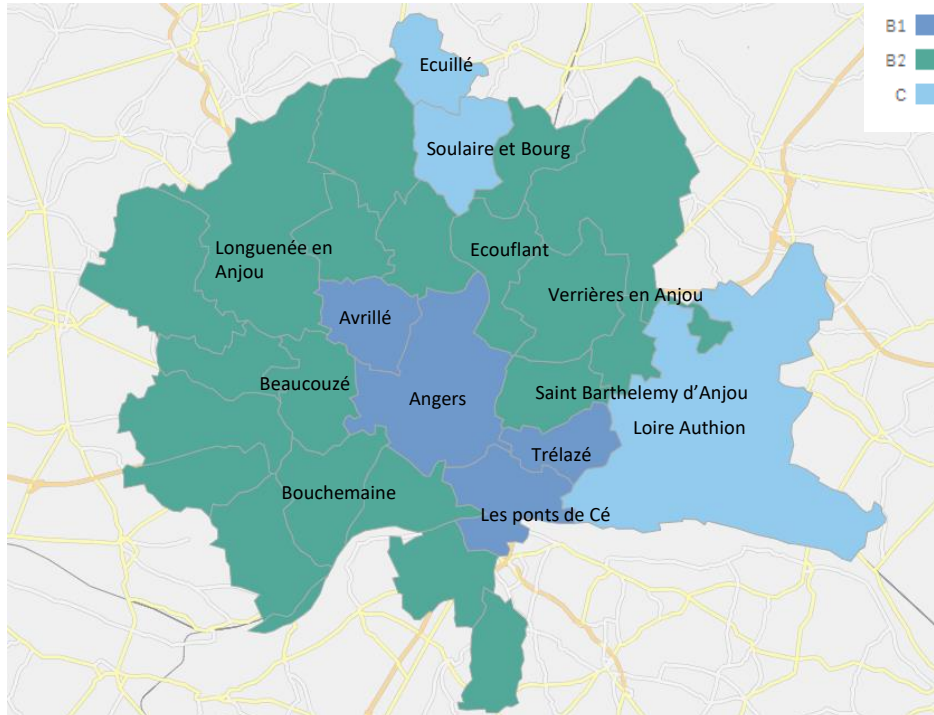 B1
B2
C
Ecuillé
Soulaire et Bourg
Longuenée en
Anjou
Ecouflant
Verrières en Anjou
Avrillé
Beaucouzé
Angers
Saint Barthelemy d’Anjou
Loire Authion
Trélazé
Bouchemaine
Les ponts de Cé